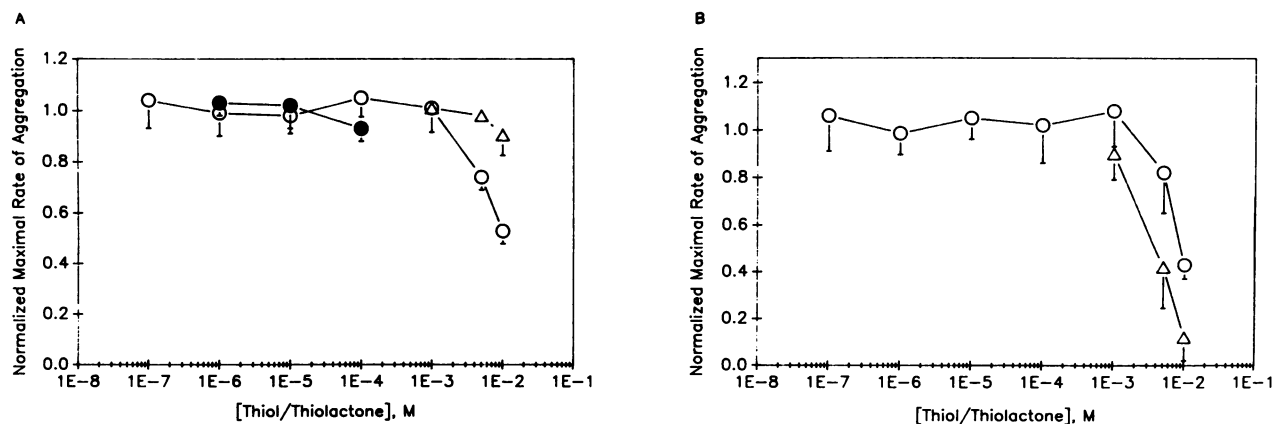 A
Normalized Maximal Rate of Aggregation
1.2
1.0
0.8
0.6
0.4
0.2
0.0
1E-8 1E-7 1E-6 1E-5 1E-4 1E-3 1E-2 1E-1
[Thiol/Thiolactone], M
B
Normalized Maximal Rate of Aggregation
1.2
1.0
0.8
0.6
0.4
0.2
0.0
1E-8 1E-7 1E-6 1E-5 1E-4 1E-3 1E-2 1E-1
[Thiol/Thiolactone], M